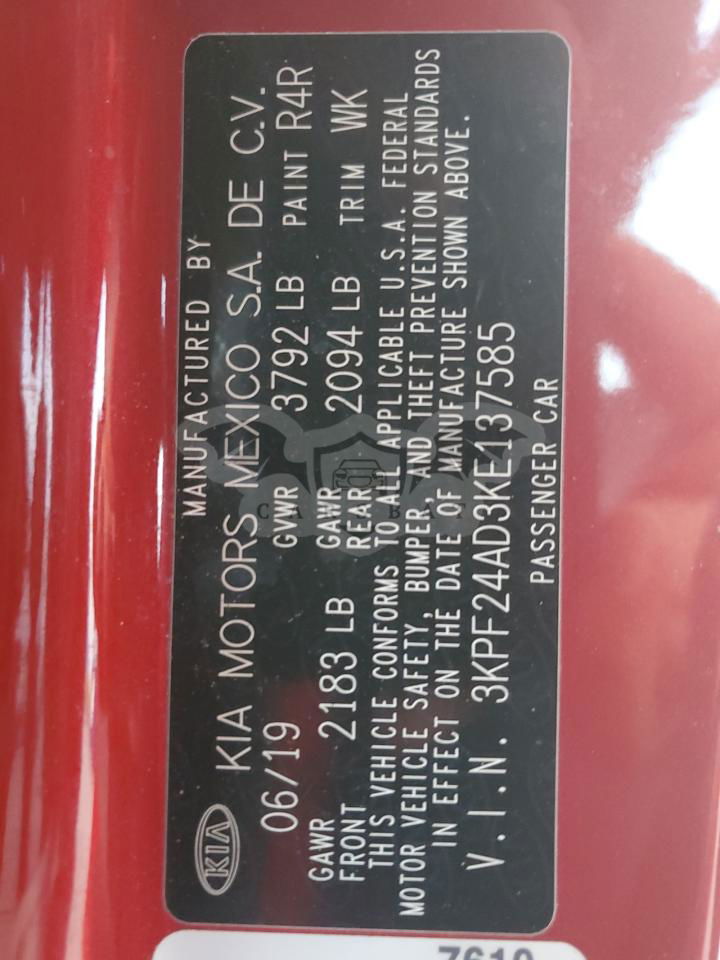 MANUFACTURED BY
KIA KIA MOTORS MEXICO S.A. DE C.V.
06/19 GVWR 3792 LB PAINT R4R
GAWR FRONT 2183 LB GAWR REAR 2094 LB TRIM WK
THIS VEHICLE CONFORMS TO ALL APPLICABLE U.S.A. FEDERAL
MOTOR VEHICLE SAFETY, BUMPER, AND THEFT PREVENTION STANDARDS
IN EFFECT ON THE DATE OF MANUFACTURE SHOWN ABOVE.
V.I.N. 3KPF24AD3KE137585
PASSENGER CAR